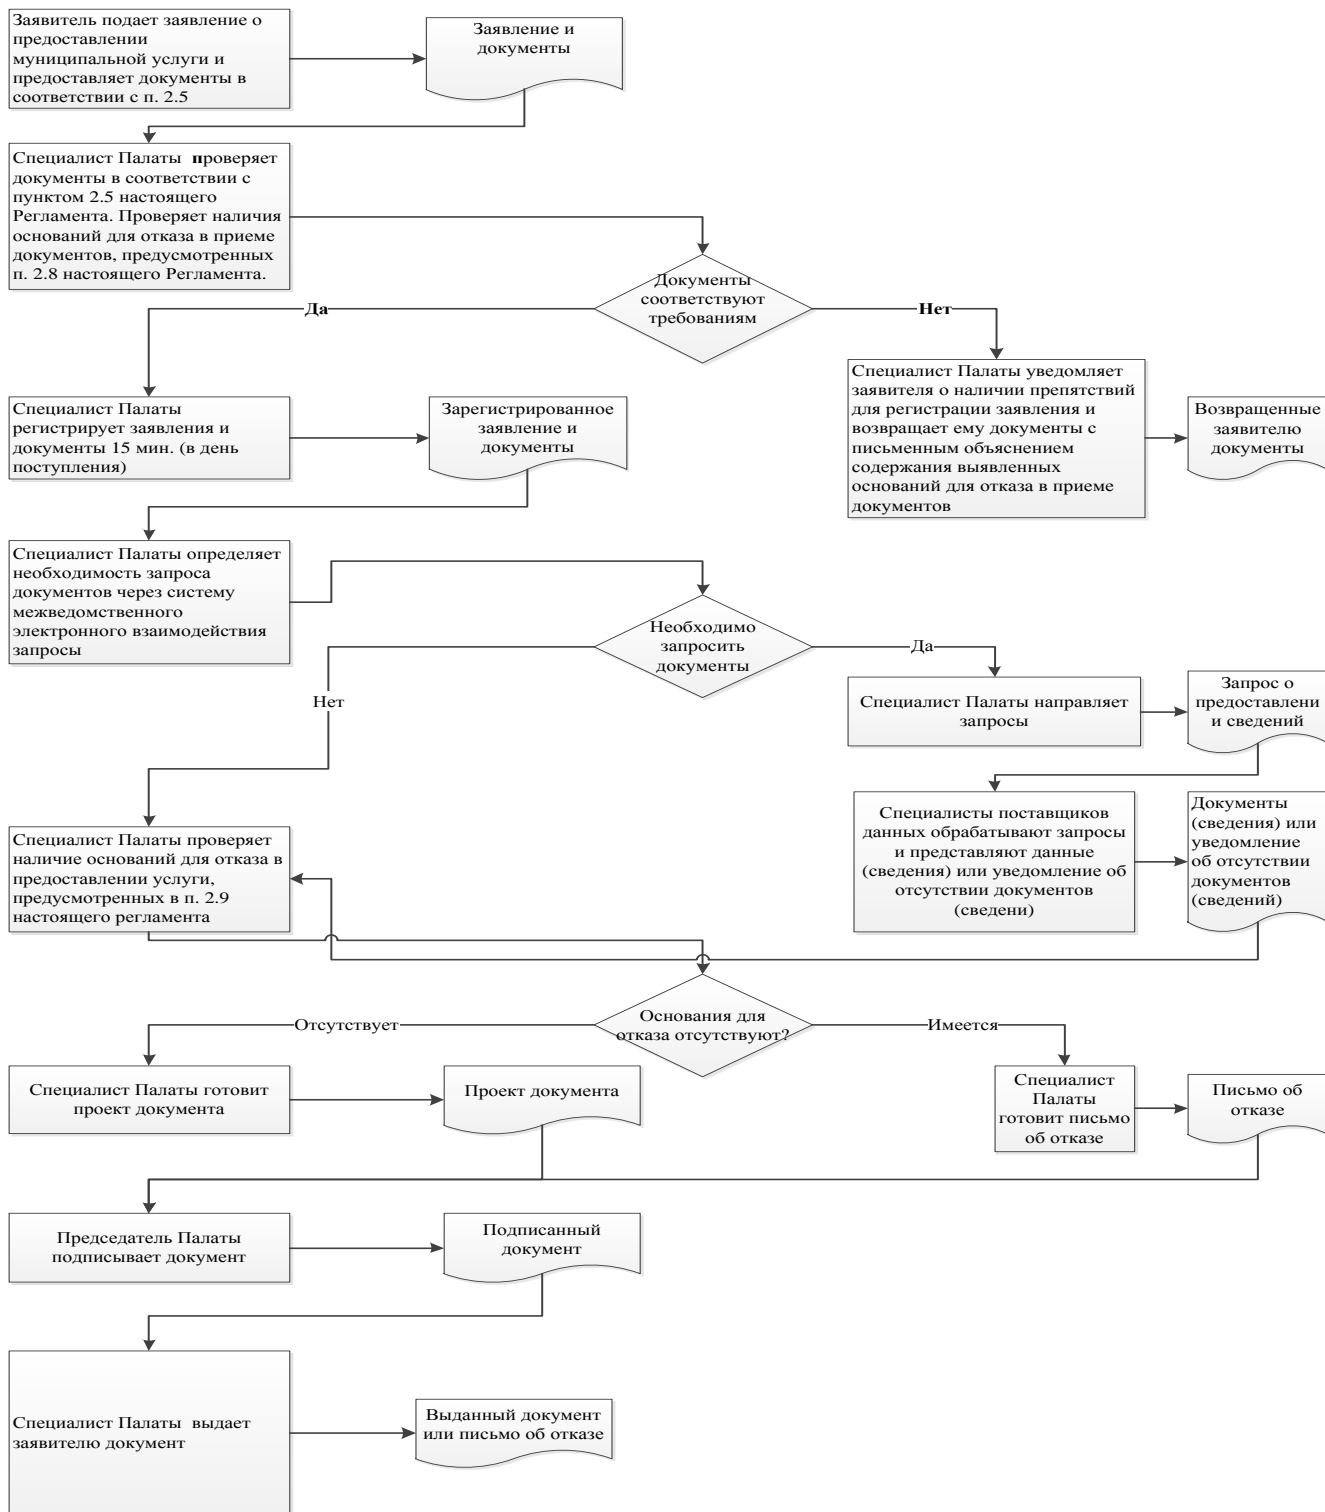 Заявитель подает заявление о
предоставлении
муниципальной услуги и
предоставляет документы в
соответствии с п. 2.5
Заявление и
документы
Специалист Палаты  проверяет
документы в соответствии с
пунктом 2.5 настоящего
Регламента. Проверяет наличия
оснований для отказа в приеме
документов, предусмотренных
п. 2.8 настоящего Регламента.
Документы
соответствуют
требованиям
Да
Нет
Специалист Палаты
регистрирует заявления и
документы 15 мин. (в день
поступления)
Зарегистрированное
заявление и
документы
Специалист Палаты уведомляет
заявителя о наличии препятствий
для регистрации заявления и
возвращает ему документы с
письменным объяснением
содержания выявленных
оснований для отказа в приеме
документов
Возвращенные
заявителю
документы
Специалист Палаты определяет
необходимость запроса
документов через систему
межведомственного
электронного взаимодействия
запросы
Необходимо
запросить
документы
Да
Нет
Специалист Палаты направляет
запросы
Запрос о
предоставлени
и сведений
Специалисты поставщиков
данных обрабатывают запросы
и представляют данные
(сведения) или уведомление об
отсутствии документов
(сведени)
Документы
(сведения) или
уведомление
об отсутствии
документов
(сведений)
Специалист Палаты проверяет
наличие оснований для отказа в
предоставлении услуги,
предусмотренных в п. 2.9
настоящего регламента
Основания для
отказа отсутствуют?
Отсутствует
Имеется
Специалист Палаты готовит
проект документа
Проект документа
Специалист
Палаты
готовит письмо
об отказе
Письмо об
отказе
Председатель Палаты
подписывает документ
Подписанный
документ
Специалист Палаты  выдает
заявителю документ
Выданный документ
или письмо об отказе